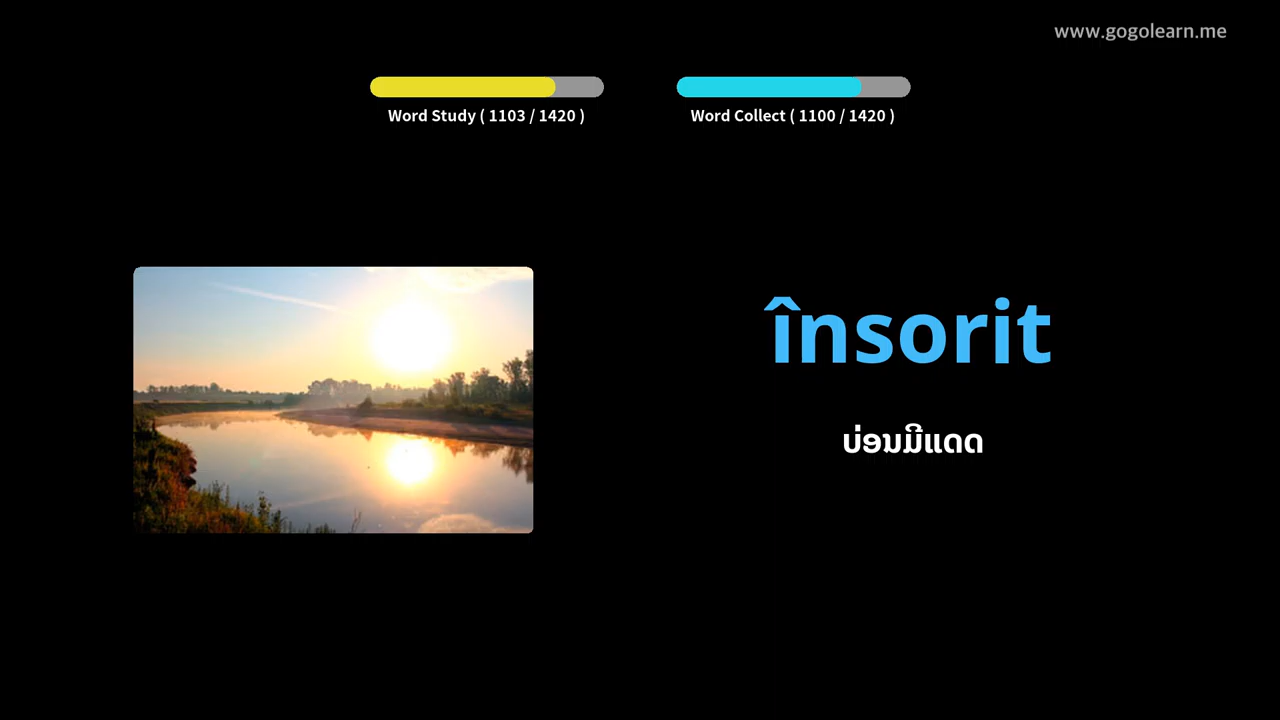 www.gogolearn.me
Word Study ( 1103 / 1420 )
Word Collect ( 1100 / 1420 )
însorit
ບ່ອນມີແດດ